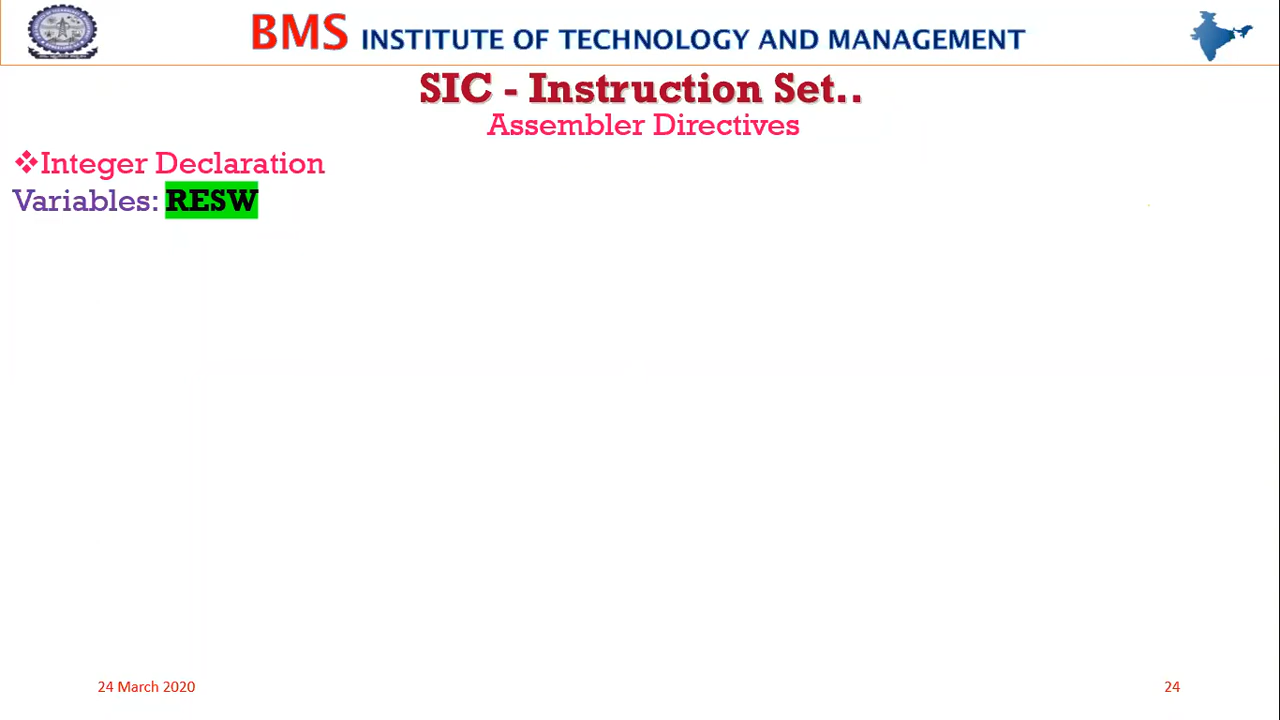 BMS INSTITUTE OF TECHNOLOGY AND MANAGEMENT
SIC - Instruction Set..
Assembler Directives
❖Integer Declaration
Variables: RESW
24 March 2020
24